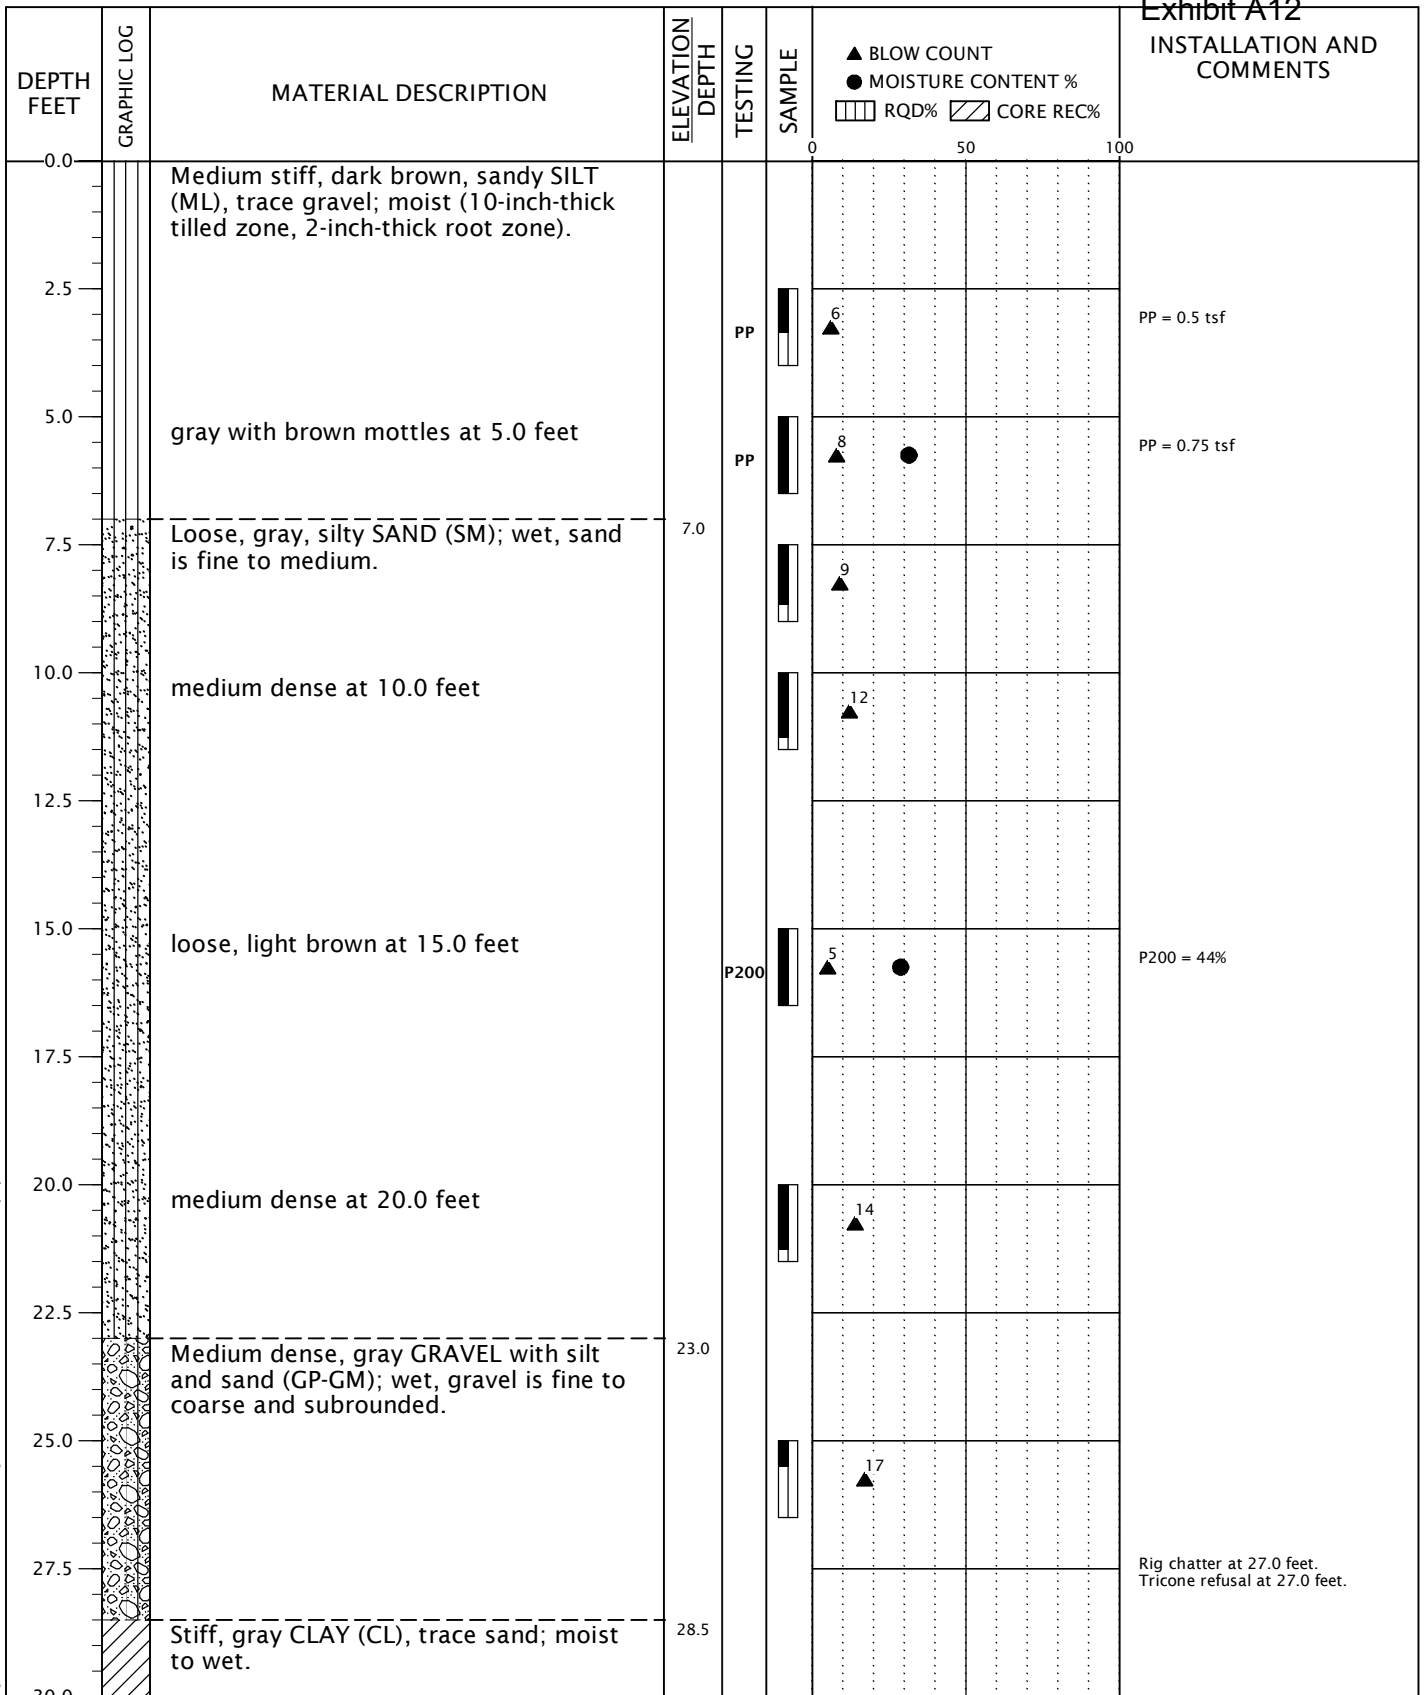 Exhibit A12
DEPTH
FEET
GRAPHIC LOG
MATERIAL DESCRIPTION
ELEVATION
DEPTH
TESTING
SAMPLE
▲ BLOW COUNT
● MOISTURE CONTENT %
RQD% CORE REC%
INSTALLATION AND
COMMENTS
0 50 100
0.0
Medium stiff, dark brown, sandy SILT
(ML), trace gravel; moist (10-inch-thick
tilled zone, 2-inch-thick root zone).
2.5
PP
6
PP = 0.5 tsf
5.0
gray with brown mottles at 5.0 feet
PP
8
PP = 0.75 tsf
7.0
Loose, gray, silty SAND (SM); wet, sand
is fine to medium.
7.5
9
10.0
medium dense at 10.0 feet
12
12.5
15.0
loose, light brown at 15.0 feet
P200
5
P200 = 44%
17.5
20.0
medium dense at 20.0 feet
14
22.5
23.0
Medium dense, gray GRAVEL with silt
and sand (GP-GM); wet, gravel is fine to
coarse and subrounded.
25.0
17
27.5
Rig chatter at 27.0 feet.
Tricone refusal at 27.0 feet.
28.5
Stiff, gray CLAY (CL), trace sand; moist
to wet.
30.0